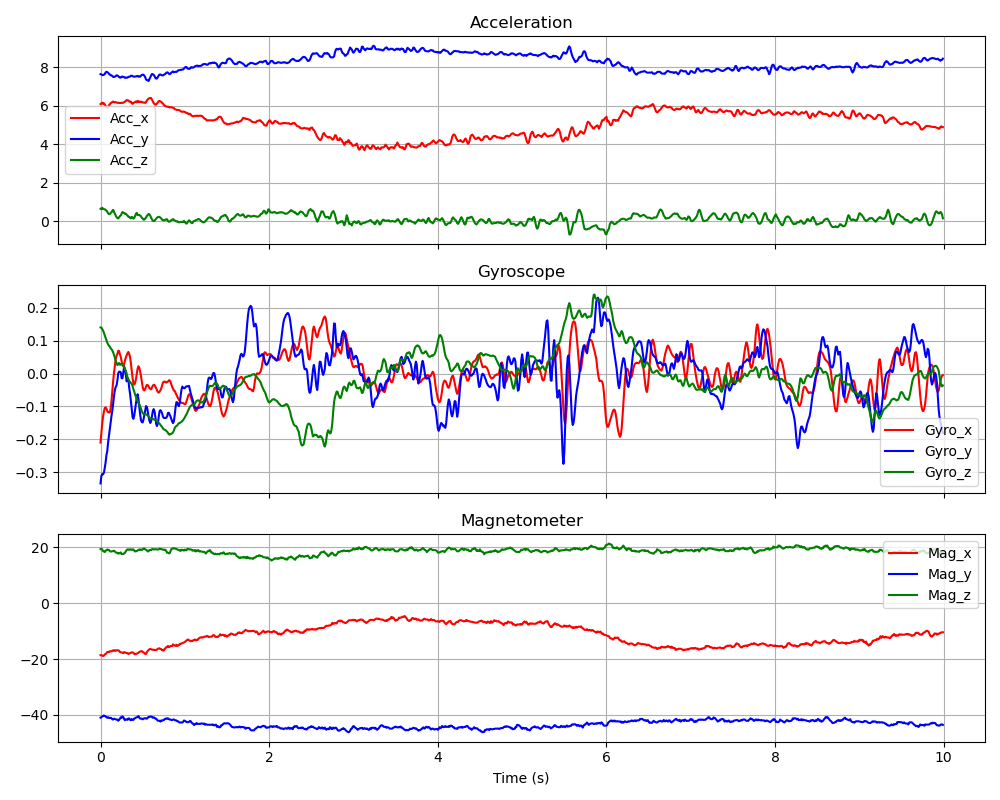 Acceleration
8
6
4
2
0
Acc_x
Acc_y
Acc_z
Gyroscope
0.2
0.1
0.0
−0.1
−0.2
−0.3
Gyro_x
Gyro_y
Gyro_z
Magnetometer
20
0
−20
−40
Mag_x
Mag_y
Mag_z
0 2 4 6 8 10
Time (s)